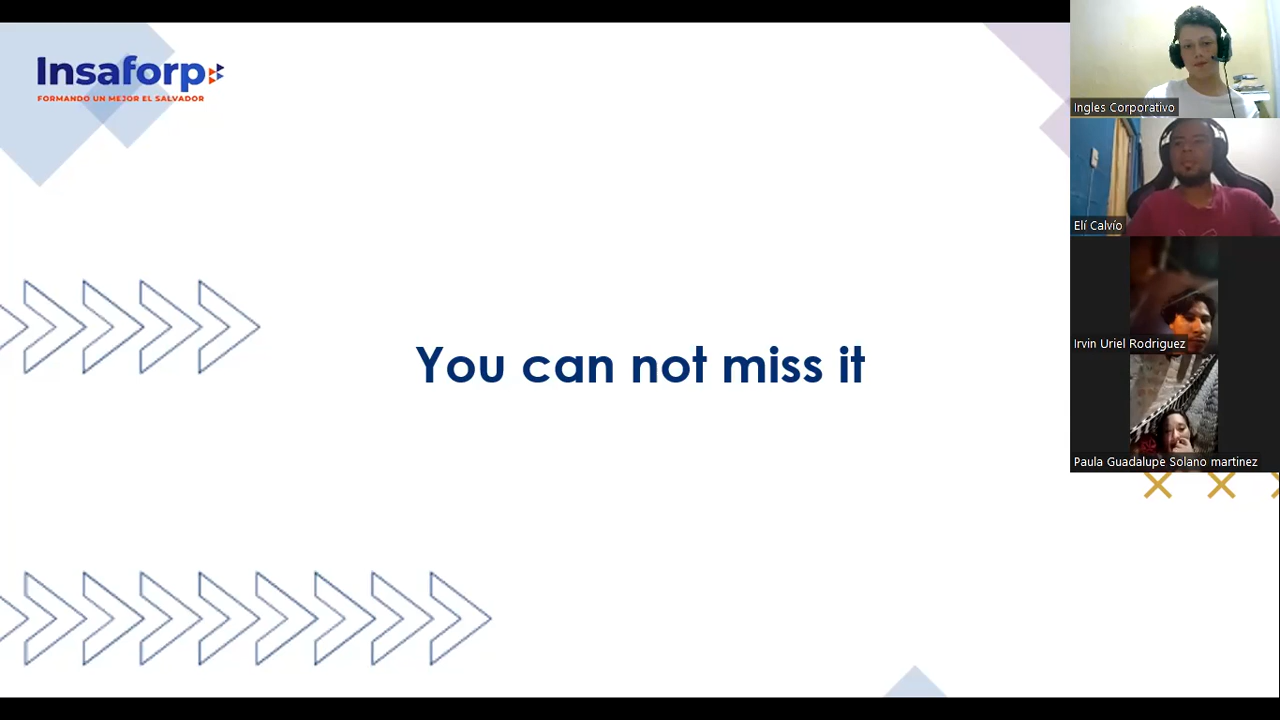 Insaforp
FORMANDO UN MEJOR EL SALVADOR
You can not miss it
Ingles Corporativo
Elí Calvío
Irvin Uriel Rodriguez
Paula Guadalupe Solano martinez